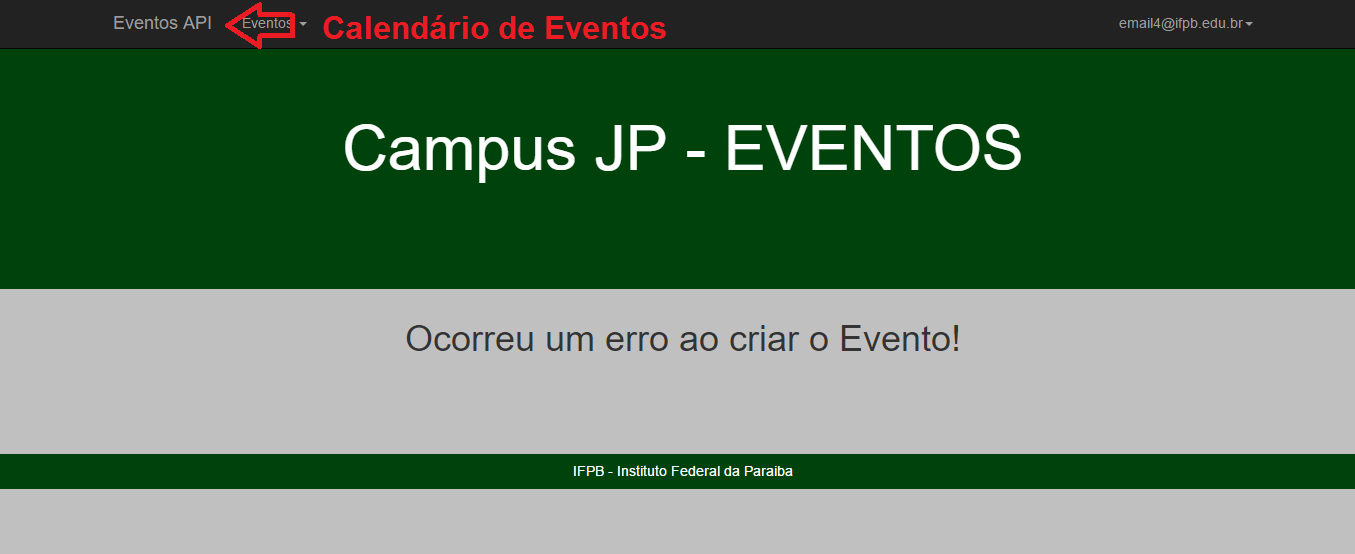 Eventos API Eventos Calendário de Eventos email4@ifpb.edu.br
Campus JP - EVENTOS
Ocorreu um erro ao criar o Evento!
IFPB - Instituto Federal da Paraiba